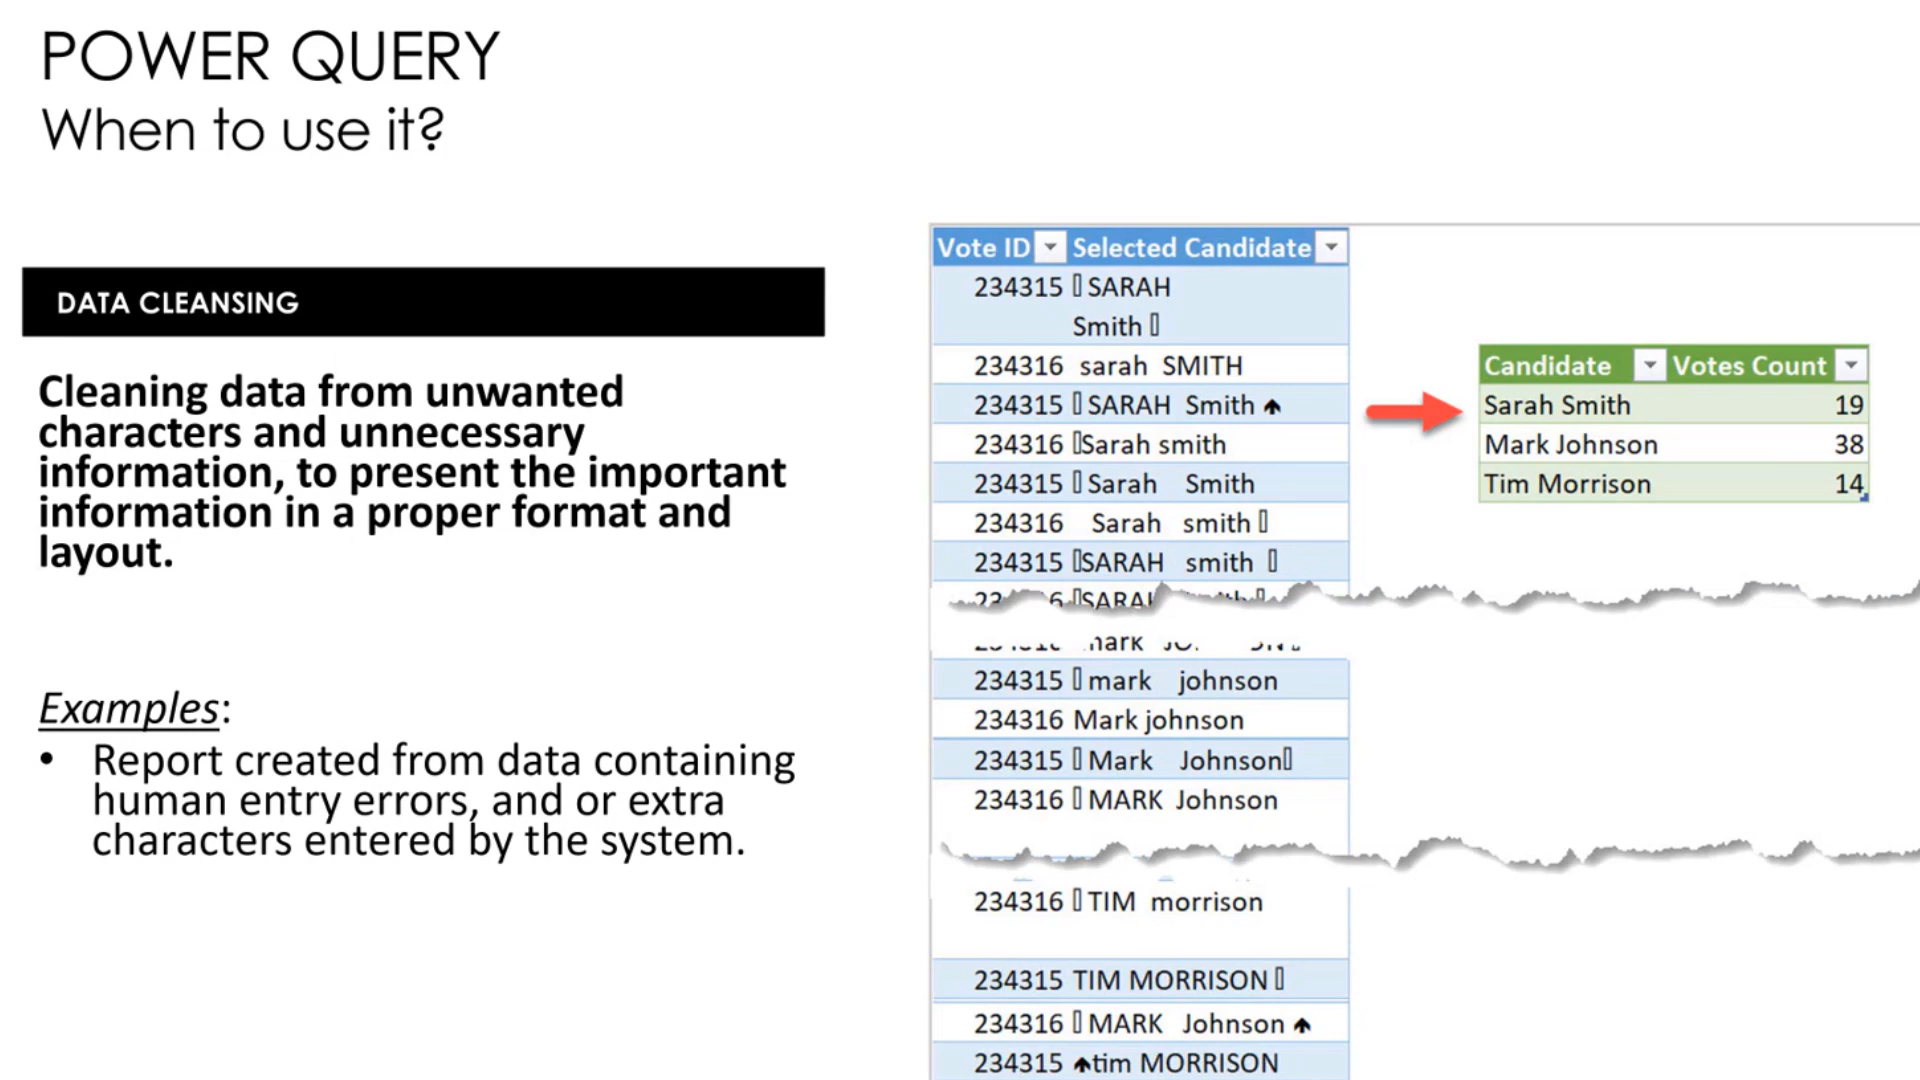 POWER QUERY
When to use it?
DATA CLEANSING
Cleaning data from unwanted
characters and unnecessary
information, to present the important
information in a proper format and
layout.
Examples:
• Report created from data containing
human entry errors, and or extra
characters entered by the system.
Vote ID Selected Candidate
234315 ▯ SARAH
Smith ▯
234316 sarah SMITH
234315 ▯ SARAH Smith 🡅
234316 ▯Sarah smith
234315 ▯ Sarah Smith
234316 Sarah smith ▯
234315 ▯SARAH smith ▯
234315 ▯ mark johnson
234316 Mark johnson
234315 ▯ Mark Johnson▯
234316 ▯ MARK Johnson
234316 ▯ TIM morrison
234315 TIM MORRISON ▯
234316 ▯ MARK Johnson 🡅
234315 🡅tim MORRISON
Candidate Votes Count
Sarah Smith 19
Mark Johnson 38
Tim Morrison 14